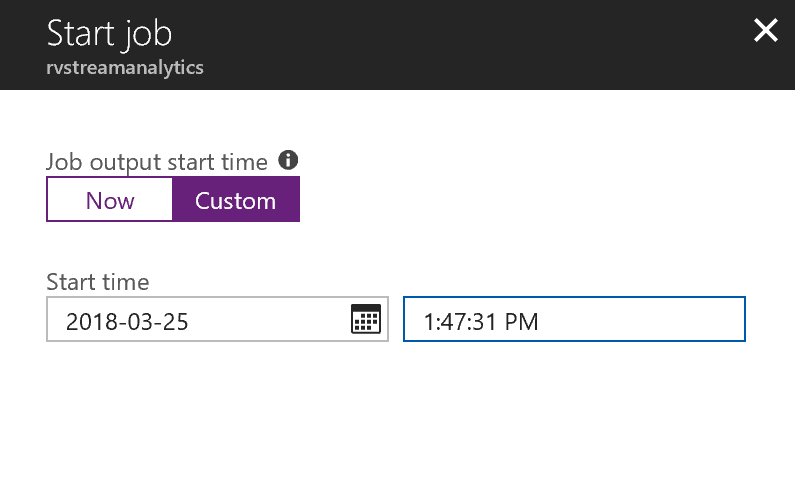 Start job
rvstreamanalytics
Job output start time
Now Custom
Start time
2018-03-25 1:47:31 PM